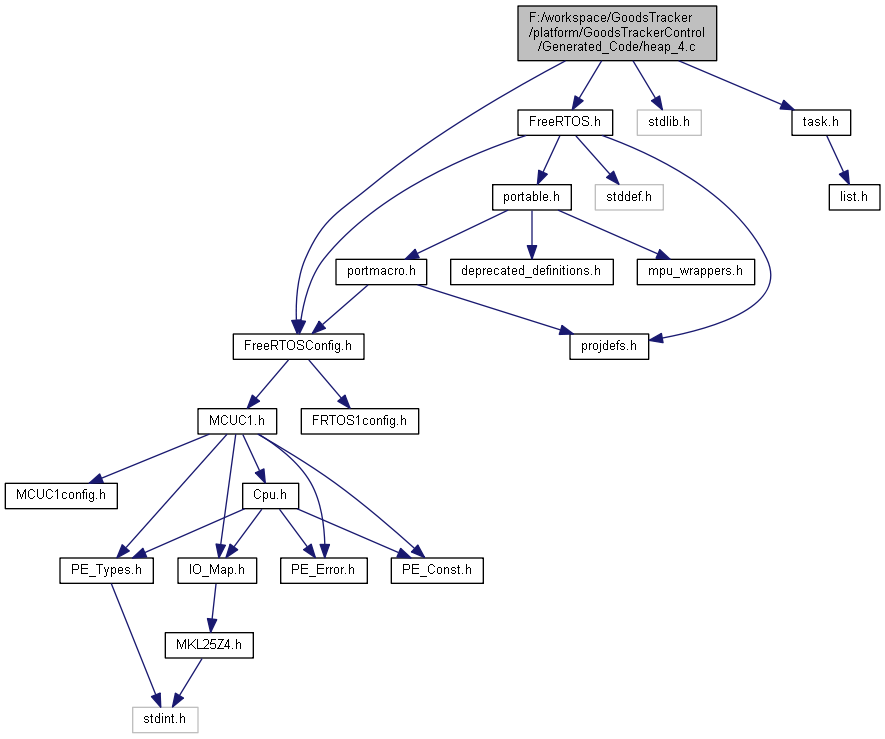 F:/workspace/GoodsTracker
/platform/GoodsTrackerControl
/Generated_Code/heap_4.c
FreeRTOS.h
stdlib.h
task.h
portable.h
stddef.h
list.h
portmacro.h
deprecated_definitions.h
mpu_wrappers.h
FreeRTOSConfig.h
projdefs.h
MCUC1.h
FRTOS1config.h
MCUC1config.h
Cpu.h
PE_Types.h
IO_Map.h
PE_Error.h
PE_Const.h
MKL25Z4.h
stdint.h